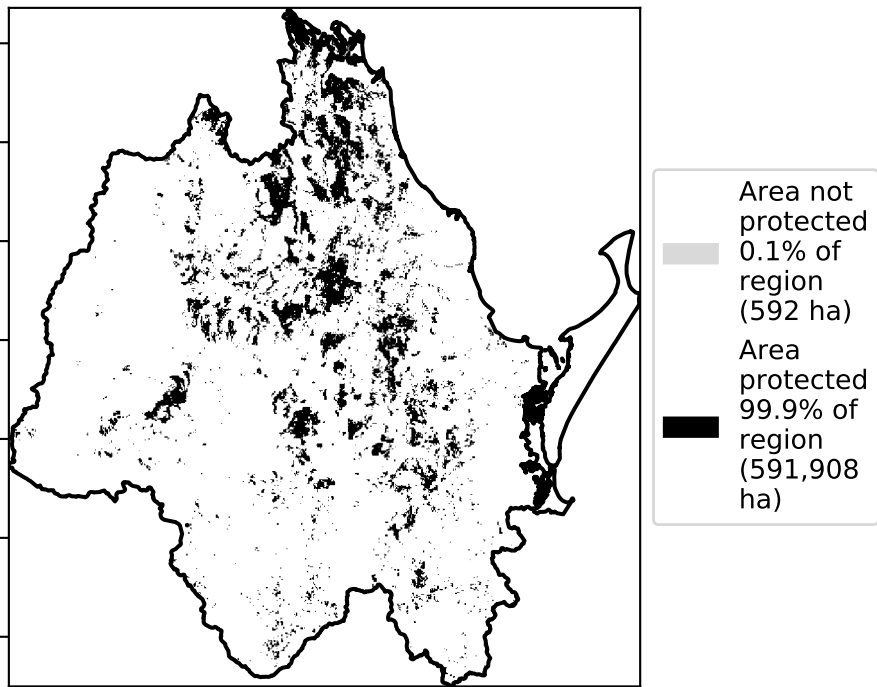 Area not
protected
0.1% of
region
(592 ha)
Area
protected
99.9% of
region
(591,908
ha)